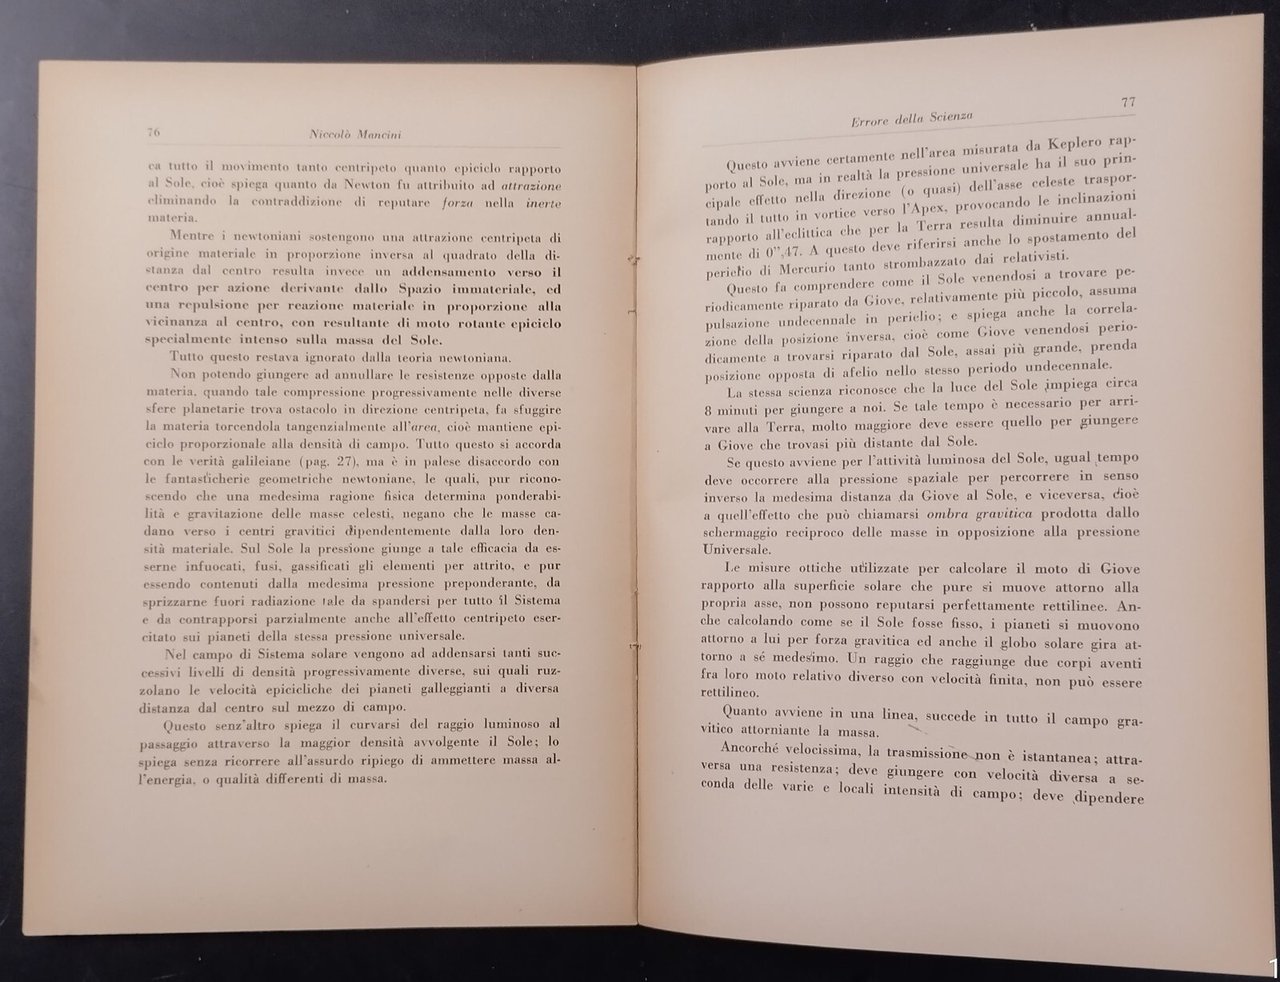 76
Niccolò Mancini
ca tutto il movimento tanto centripeto quanto epiciclo rapporto
al Sole, cioè spiega quanto da Newton fu attribuito ad attrazione
eliminando la contraddizione di reputare forza nella inerte
materia.
Mentre i newtoniani sostengono una attrazione centripeta di
origine materiale in proporzione inversa al quadrato della di-
stanza dal centro resulta invece un addensamento verso il
centro per azione derivante dallo Spazio immateriale, ed
una repulsione per reazione materiale in proporzione alla
vicinanza al centro, con resultante di moto rotante epiciclo
specialmente intenso sulla massa del Sole.
Tutto questo restava ignorato dalla teoria newtoniana.
Non potendo giungere ad annullare le resistenze opposte dalla
materia, quando tale compressione progressivamente nelle diverse
sfere planetarie trova ostacolo in direzione centripeta, fa sfuggire
la materia torcendola tangenzialmente all'area, cioè mantiene epi-
ciclo proporzionale alla densità di campo. Tutto questo si accorda
con le verità galileiane (pag. 27), ma è in palese disaccordo con
le fantasticherie geometriche newtoniane, le quali, pur ricono-
scendo che una medesima ragione fisica determina ponderabi-
lità e gravitazione delle masse celesti, negano che le masse ca-
dano verso i centri gravitici dipendentemente dalla loro den-
sità materiale. Sul Sole la pressione giunge a tale efficacia da es-
serne infuocati, fusi, gassificati gli elementi per attrito, e pur
essendo contenuti dalla medesima pressione preponderante, da
sprizzarne fuori radiazione tale da spandersi per tutto il Sistema
e da contrapporsi parzialmente anche all'effetto centripeto eser-
citato sui pianeti della stessa pressione universale.
Nel campo di Sistema solare vengono ad addensarsi tanti suc-
cessivi livelli di densità progressivamente diverse, sui quali ruz-
zolano le velocità epicicliche dei pianeti galleggianti a diversa
distanza dal centro sul mezzo di campo.
Questo senz'altro spiega il curvarsi del raggio luminoso al
passaggio attraverso la maggior densità avvolgente il Sole; lo
spiega senza ricorrere all'assurdo ripiego di ammettere massa al-
l'energia, o qualità differenti di massa.
Errore della Scienza
77
Questo avviene certamente nell'area misurata da Keplero rap-
porto al Sole, ma in realtà la pressione universale ha il suo prin-
cipale effetto nella direzione (o quasi) dell'asse celeste traspor-
tando il tutto in vortice verso l'Apex, provocando le inclinazioni
rapporto all'eclittica che per la Terra resulta diminuire annual-
mente di 0",47. A questo deve riferirsi anche lo spostamento del
perielio di Mercurio tanto strombazzato dai relativisti.
Questo fa comprendere come il Sole venendosi a trovare pe-
riodicamente riparato da Giove, relativamente più piccolo, assuma
pulsazione undecennale in perielio; e spiega anche la correla-
zione della posizione inversa, cioè come Giove venendosi perio-
dicamente a trovarsi riparato dal Sole, assai più grande, prenda
posizione opposta di afelio nello stesso periodo undecennale.
La stessa scienza riconosce che la luce del Sole impiega circa
8 minuti per giungere a noi. Se tale tempo è necessario per arri-
vare alla Terra, molto maggiore deve essere quello per giungere
a Giove che trovasi più distante dal Sole.
Se questo avviene per l'attività luminosa del Sole, ugual tempo
deve occorrere alla pressione spaziale per percorrere in senso
inverso la medesima distanza da Giove al Sole, e viceversa, cioè
a quell'effetto che può chiamarsi ombra gravitica prodotta dallo
schermaggio reciproco delle masse in opposizione alla pressione
Universale.
Le misure ottiche utilizzate per calcolare il moto di Giove
rapporto alla superficie solare che pure si muove attorno alla
propria asse, non possono reputarsi perfettamente rettilinee. An-
che calcolando come se il Sole fosse fisso, i pianeti si muovono
attorno a lui per forza gravitica ed anche il globo solare gira at-
torno a sé medesimo. Un raggio che raggiunge due corpi aventi
fra loro moto relativo diverso con velocità finita, non può essere
rettilineo.
Quanto avviene in una linea, succede in tutto il campo gra-
vitico attorniante la massa.
Ancorché velocissima, la trasmissione non è istantanea; attra-
versa una resistenza; deve giungere con velocità diversa a se-
conda delle varie e locali intensità di campo; deve dipendere
1